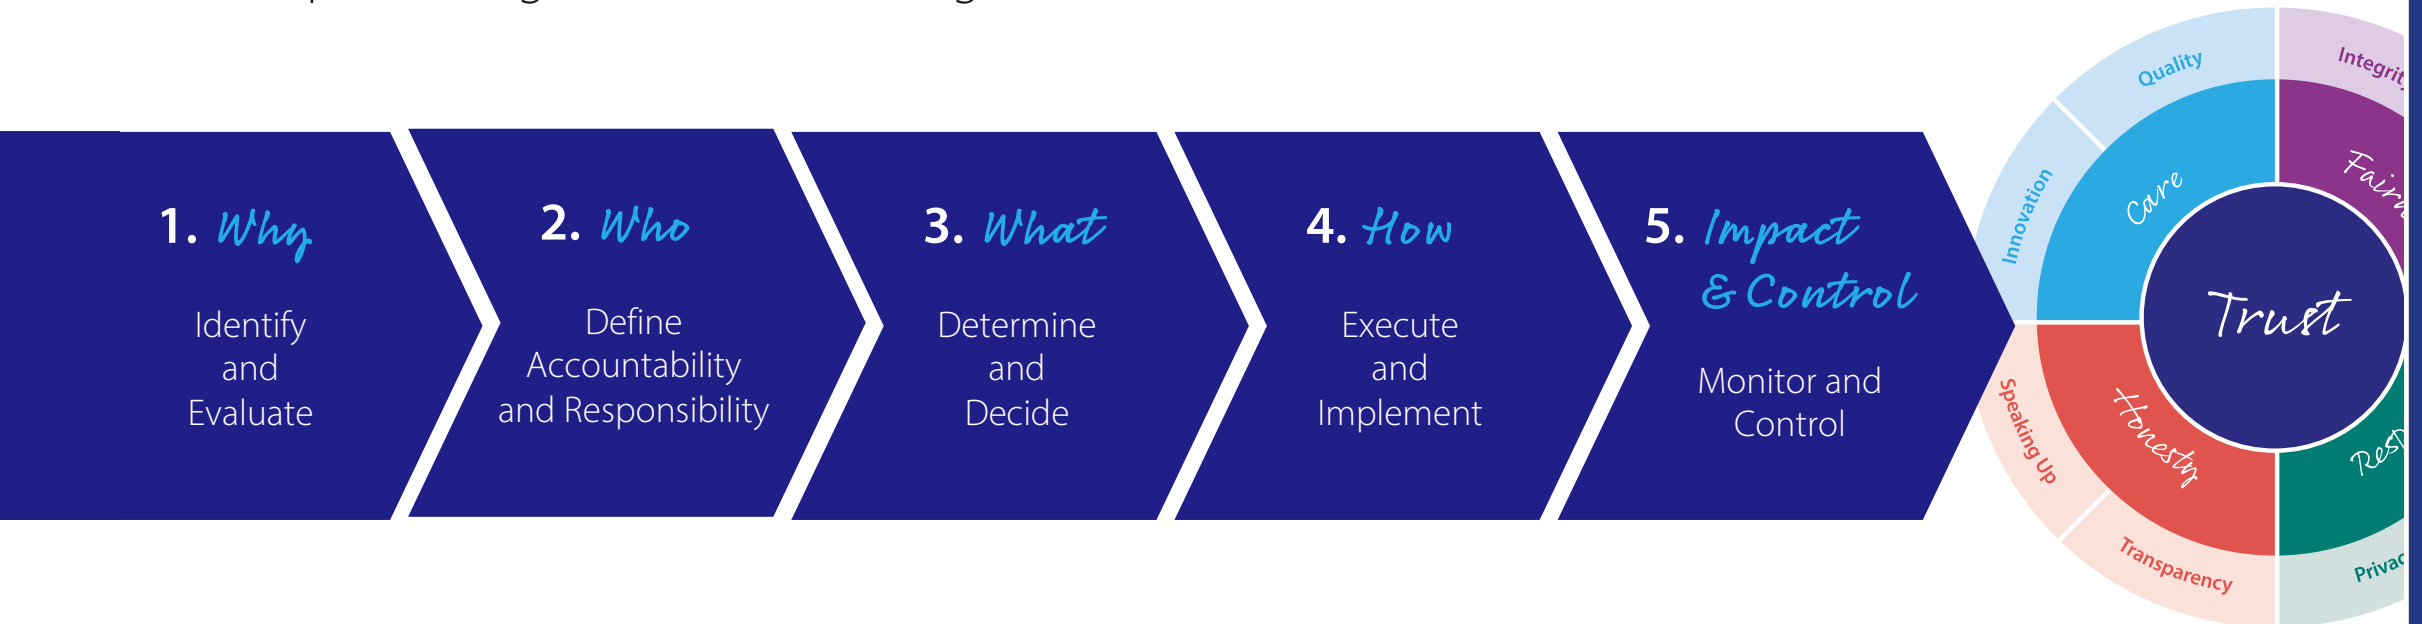 1. Why
Identify
and
Evaluate
2. Who
Define
Accountability
and Responsibility
3. What
Determine
and
Decide
4. How
Execute
and
Implement
5. Impact
& Control
Monitor and
Control
Quality
Innovation
Care
Trust
Honesty
Speaking Up
Transparency